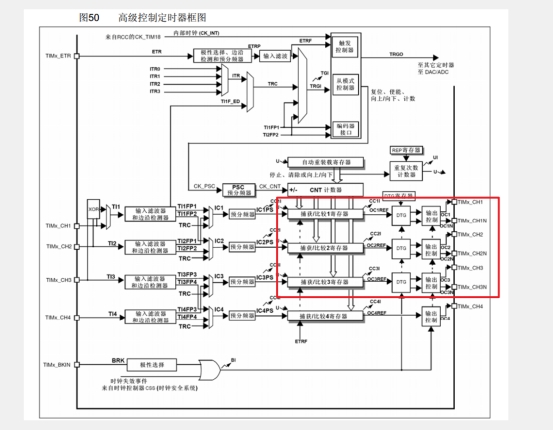 图50 高级控制定时器框图
内部时钟 (CK_INT)
来自RCC的CK_TIM18
TIMx_ETR
ETR
极性选择、边沿
检测和预分频器
ETRP
输入滤波
ETRF
触发
控制器
TRGO
至其它定时器
至 DAC/ADC
ITR0
ITR1
ITR2
ITR3
ITR
TRC
TGI
TRGI
从模式
控制器
复位、使能、
向上/向下、计数
TI1F_ED
TI1FP1
TI2FP2
编码器
接口
REP寄存器
U
自动重装载寄存器
UI
停止、清除或向上/向下
重复次数
计数器
U
CK_PSC
PSC
预分频器
CK_CNT
+/-
CNT 计数器
DTG寄存器
XOR
TI1
输入滤波器
和边沿检测器
TI1FP1
TI1FP2
TRC
IC1
预分频器
IC1PS
U
捕获/比较1寄存器
CC1I
OC1REF
DTG
输出
控制
OC1
OC1N
TIMx_CH1
TIMx_CH1N
TIMx_CH1
TIMx_CH2
TI2
输入滤波器
和边沿检测器
TI2FP1
TI2FP2
TRC
IC2
预分频器
IC2PS
U
捕获/比较2寄存器
CC2I
OC2REF
DTG
输出
控制
OC2
OC2N
TIMx_CH2
TIMx_CH2N
TIMx_CH3
TI3
输入滤波器
和边沿检测器
TI3FP3
TI3FP4
TRC
IC3
预分频器
IC3PS
U
捕获/比较3寄存器
CC3I
OC3REF
DTG
输出
控制
OC3
OC3N
TIMx_CH3
TIMx_CH3N
TIMx_CH4
TI4
输入滤波器
和边沿检测器
TI4FP3
TI4FP4
TRC
IC4
预分频器
IC4PS
U
捕获/比较4寄存器
CC4I
OC4REF
输出
控制
OC4
TIMx_CH4
ETRF
TIMx_BKIN
BRK
极性选择
BI
时钟失效事件
来自时钟控制器 CSS (时钟安全系统)